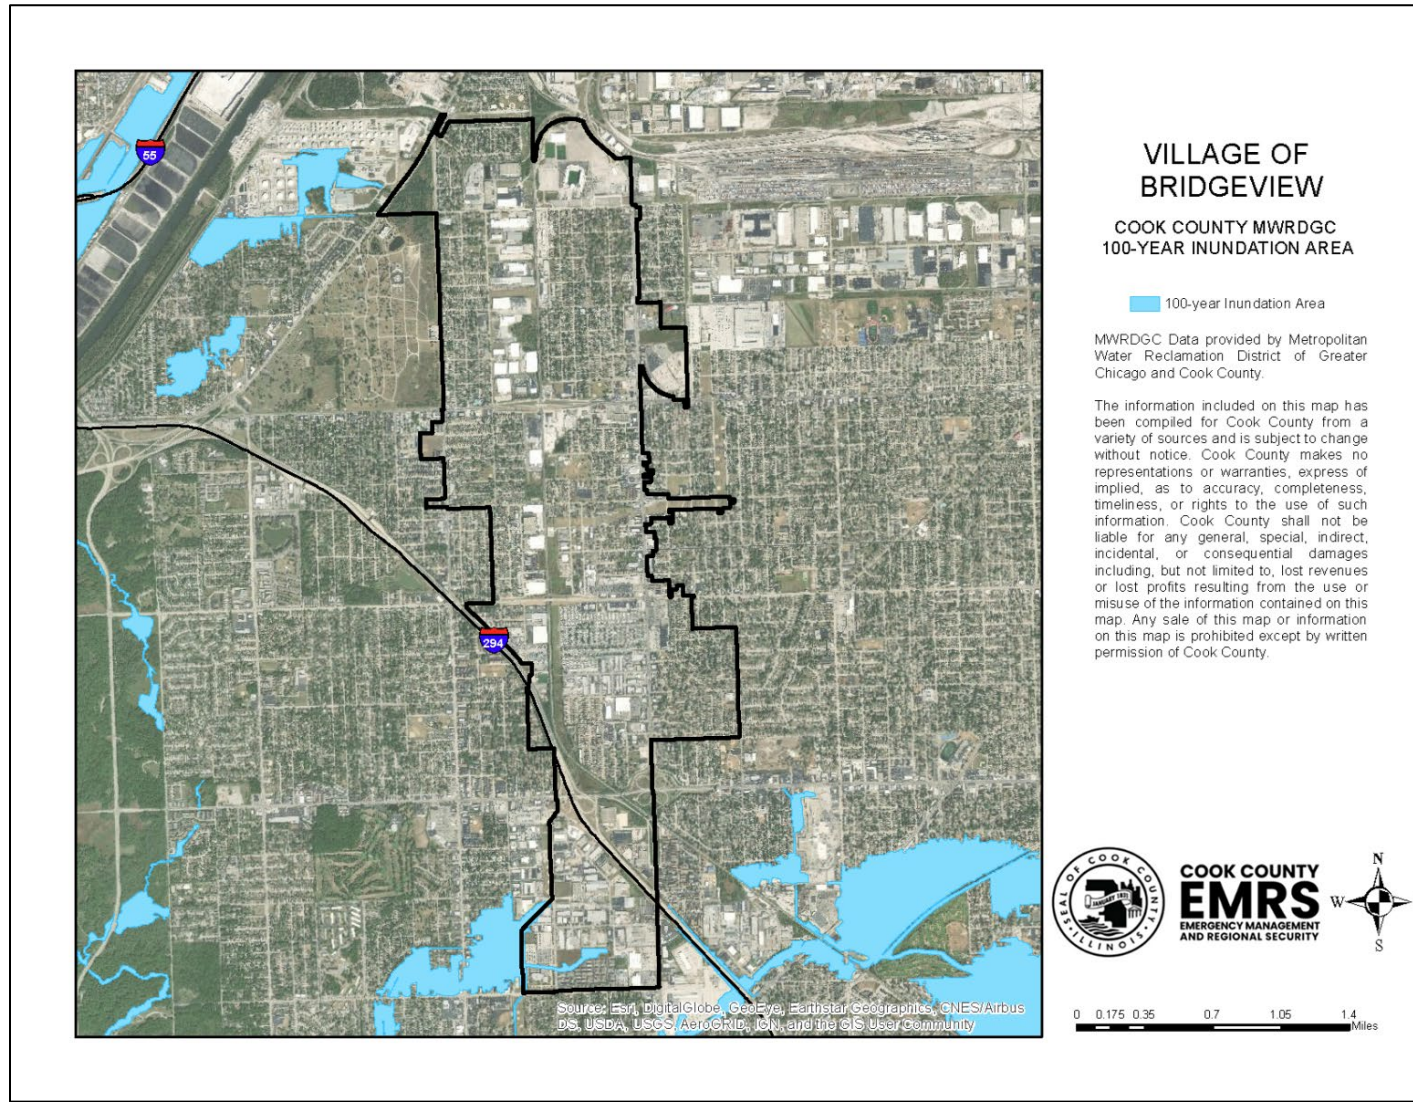 55
294
Source: Esri, DigitalGlobe, GeoEye, Earthstar Geographics, CNES/Airbus
DS, USDA, USGS, AeroGRID, IGN, and the GIS User Community
VILLAGE OF
BRIDGEVIEW
COOK COUNTY MWRDGC
100-YEAR INUNDATION AREA
100-year Inundation Area
MWRDGC Data provided by Metropolitan
Water Reclamation District of Greater
Chicago and Cook County.
The information included on this map has
been compiled for Cook County from a
variety of sources and is subject to change
without notice. Cook County makes no
representations or warranties, express of
implied, as to accuracy, completeness,
timeliness, or rights to the use of such
information. Cook County shall not be
liable for any general, special, indirect,
incidental, or consequential damages
including, but not limited to, lost revenues
or lost profits resulting from the use or
misuse of the information contained on this
map. Any sale of this map or information
on this map is prohibited except by written
permission of Cook County.
SEAL OF COOK COUNTY
JANUARY 1831
ILLINOIS
COOK COUNTY
EMRS
EMERGENCY MANAGEMENT
AND REGIONAL SECURITY
N
W
S
0 0.175 0.35 0.7 1.05 1.4
Miles